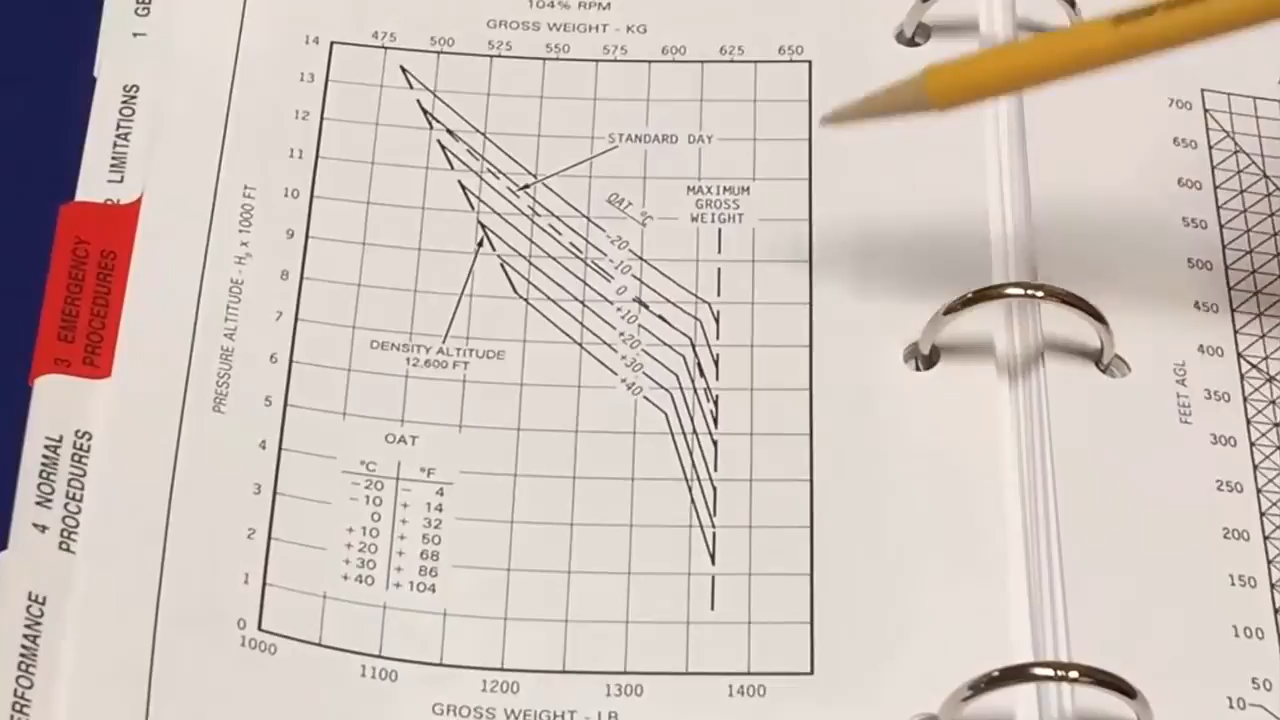 104% RPM
GROSS WEIGHT - KG
475 500 525 550 575 600 625 650
14
13
12
11
10
9
8
7
6
5
4
3
2
1
0
PRESSURE ALTITUDE - Hp x 1000 FT
STANDARD DAY
MAXIMUM
GROSS
WEIGHT
OAT °C
-20
-10
0
+10
+20
+30
+40
DENSITY ALTITUDE
12,600 FT
OAT
°C °F
-20 - 4
-10 + 14
0 + 32
+10 + 50
+20 + 68
+30 + 86
+40 +104
1000 1100 1200 1300 1400
GROSS WEIGHT - LB
1 GE
2 LIMITATIONS
3 EMERGENCY
PROCEDURES
4 NORMAL
PROCEDURES
ERFORMANCE
700
650
600
550
500
450
400
350
300
250
200
150
100
50
10
FEET AGL